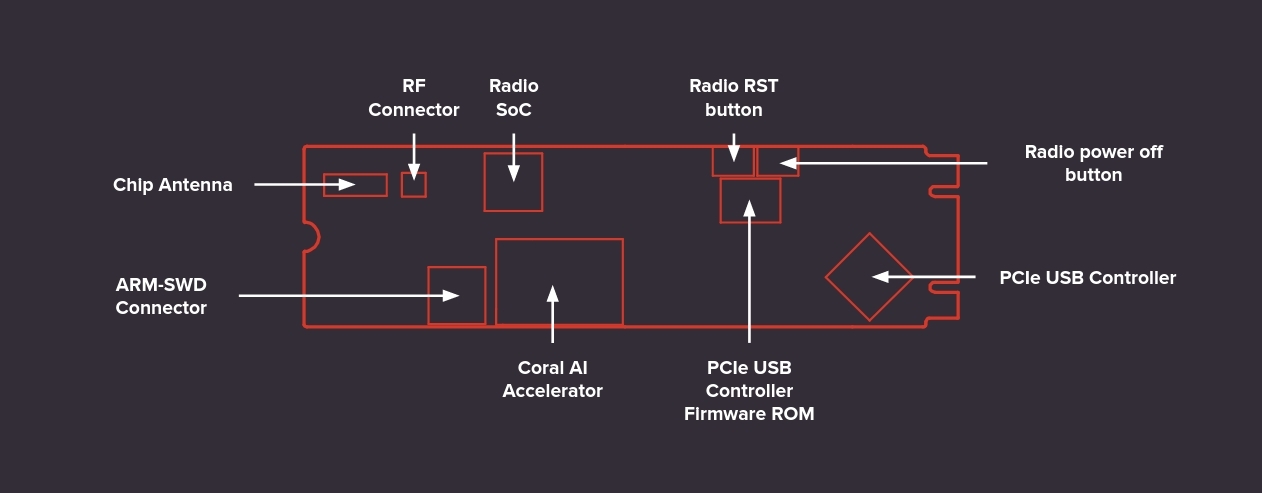 RF
Connector
Radio
SoC
Radio RST
button
Radio power off
button
Chip Antenna
ARM-SWD
Connector
PCIe USB Controller
Coral AI
Accelerator
PCIe USB
Controller
Firmware ROM